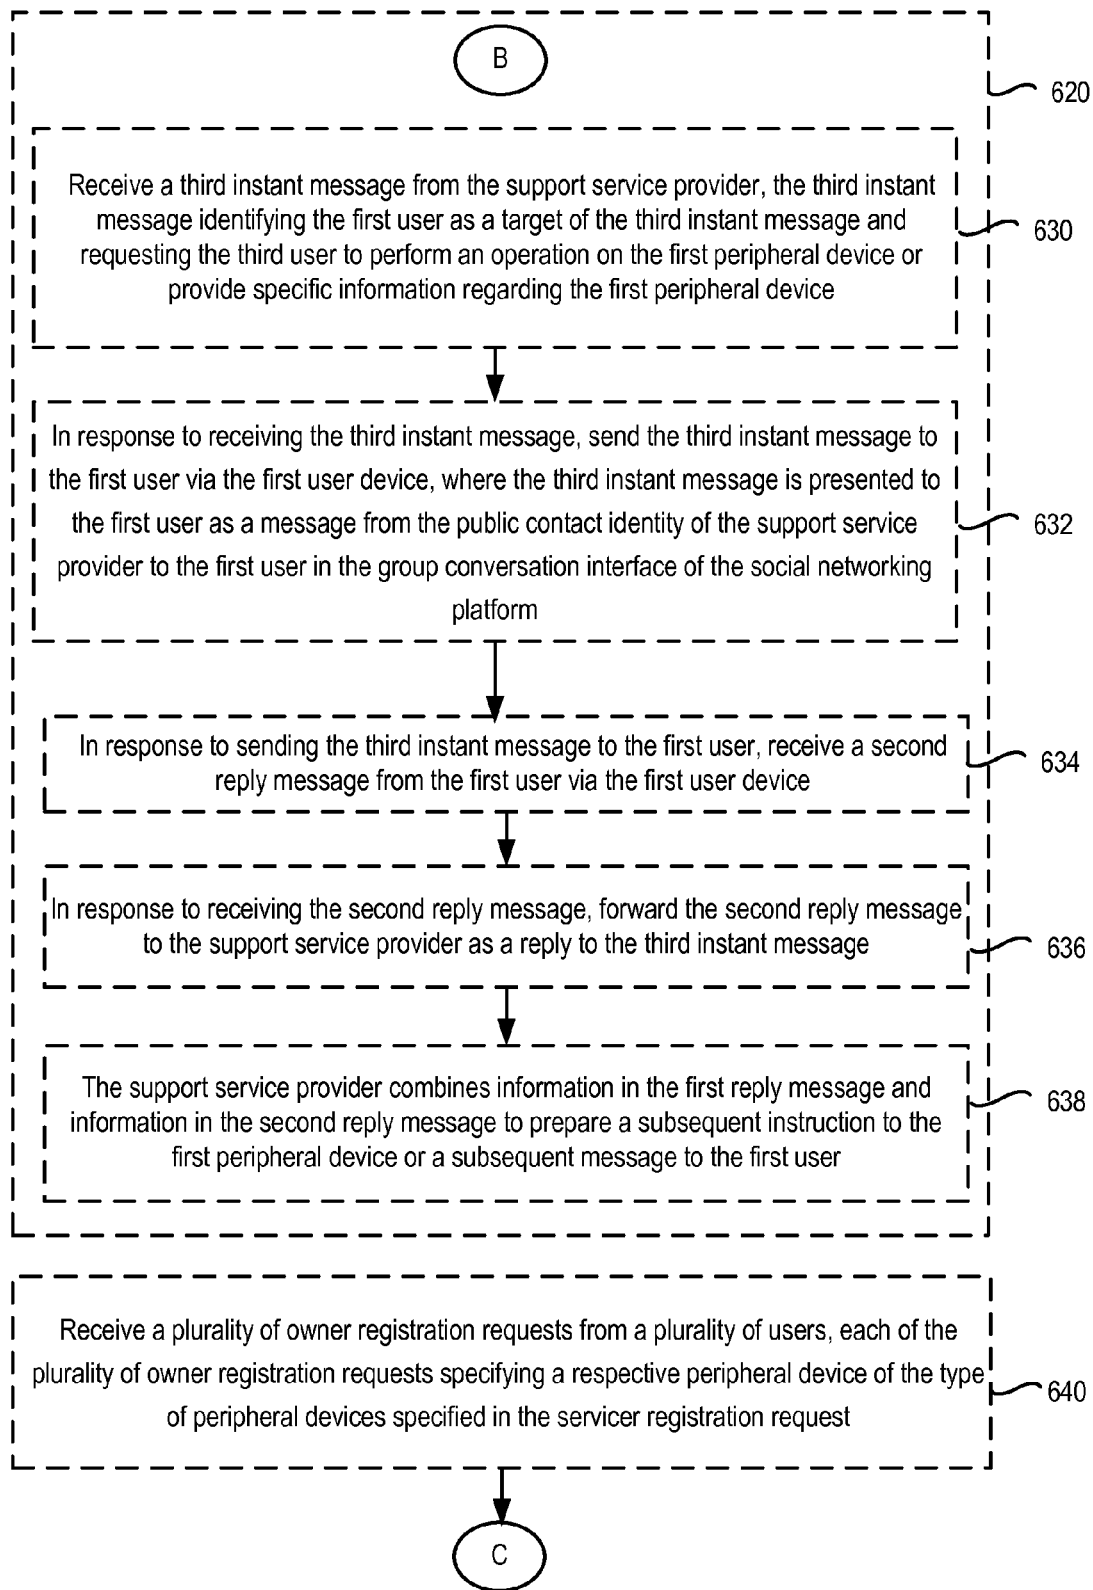 B
620
Receive a third instant message from the support service provider, the third instant
message identifying the first user as a target of the third instant message and
requesting the third user to perform an operation on the first peripheral device or
provide specific information regarding the first peripheral device
630
In response to receiving the third instant message, send the third instant message to
the first user via the first user device, where the third instant message is presented to
the first user as a message from the public contact identity of the support service
provider to the first user in the group conversation interface of the social networking
platform
632
In response to sending the third instant message to the first user, receive a second
reply message from the first user via the first user device
634
In response to receiving the second reply message, forward the second reply message
to the support service provider as a reply to the third instant message
636
The support service provider combines information in the first reply message and
information in the second reply message to prepare a subsequent instruction to the
first peripheral device or a subsequent message to the first user
638
Receive a plurality of owner registration requests from a plurality of users, each of the
plurality of owner registration requests specifying a respective peripheral device of the type
of peripheral devices specified in the servicer registration request
640
C